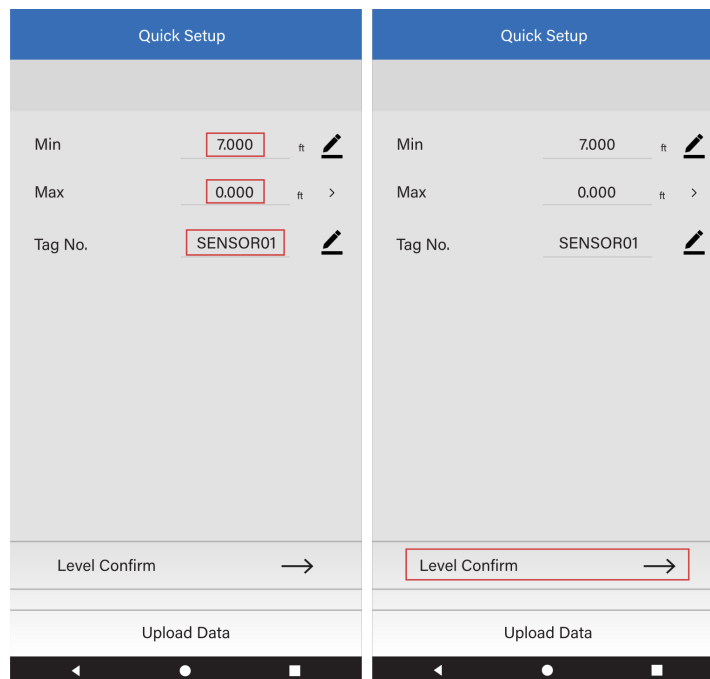 Quick Setup
Min 7.000 ft
Max 0.000 ft >
Tag No. SENSOR01
Level Confirm
Upload Data
Quick Setup
Min 7.000 ft
Max 0.000 ft >
Tag No. SENSOR01
Level Confirm
Upload Data